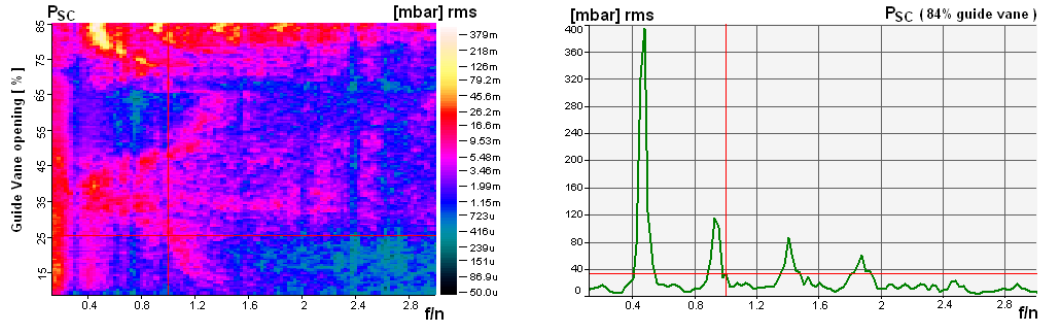 P_SC [mbar] rms
85
75
65
55
45
35
25
15
Guide Vane opening [ % ]
0.4 0.8 1.2 1.6 2 2.4 2.8
f/n
379m
218m
126m
79.2m
45.6m
26.2m
16.6m
9.53m
5.48m
3.46m
1.99m
1.15m
723u
416u
239u
151u
86.9u
50.0u
[mbar] rms P_SC ( 84% guide vane )
400
360
320
280
240
200
160
120
80
40
0
0.4 0.8 1.2 1.6 2 2.4 2.8
f/n